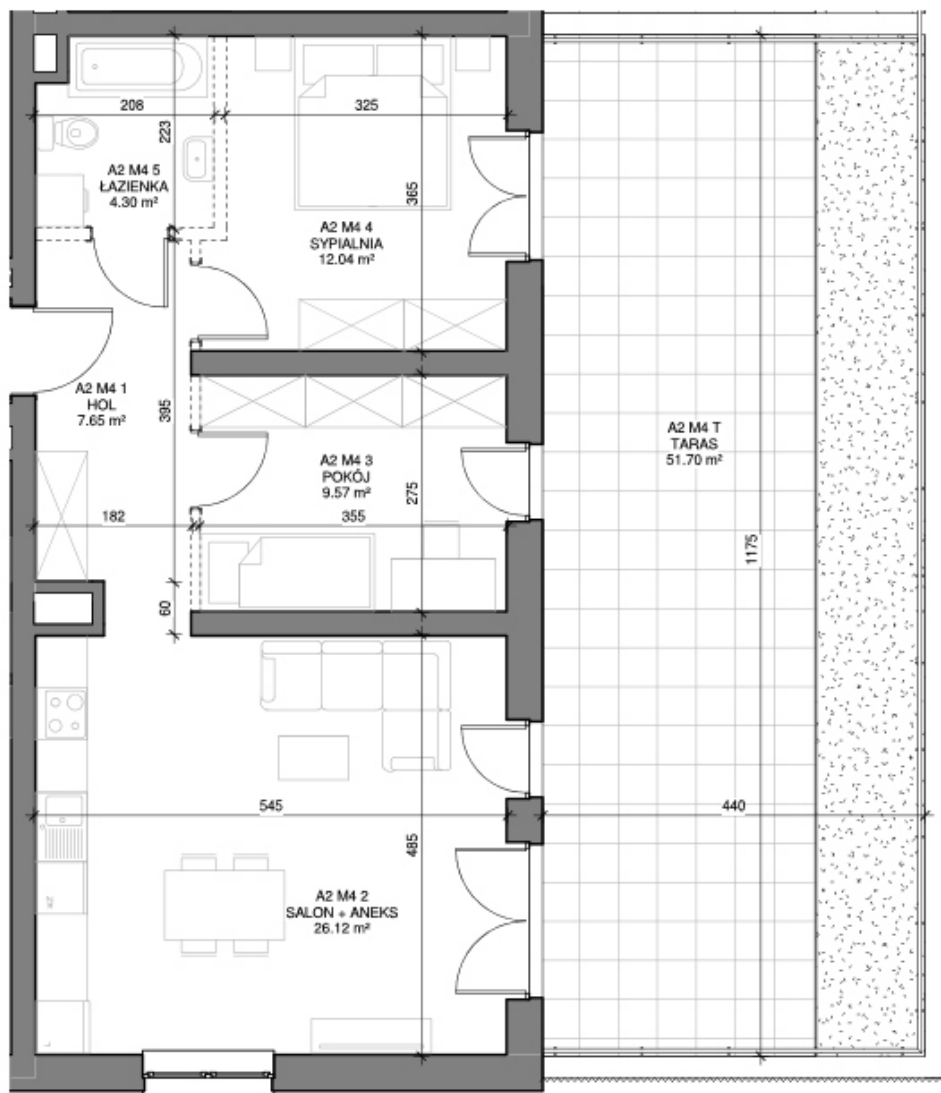 208
325
223
A2 M4 5
ŁAZIENKA
4.30 m²
365
A2 M4 4
SYPIALNIA
12.04 m²
A2 M4 1
HOL
7.65 m²
395
A2 M4 3
POKÓJ
9.57 m²
275
A2 M4 T
TARAS
51.70 m²
182
355
1175
60
545
440
485
A2 M4 2
SALON + ANEKS
26.12 m²
L